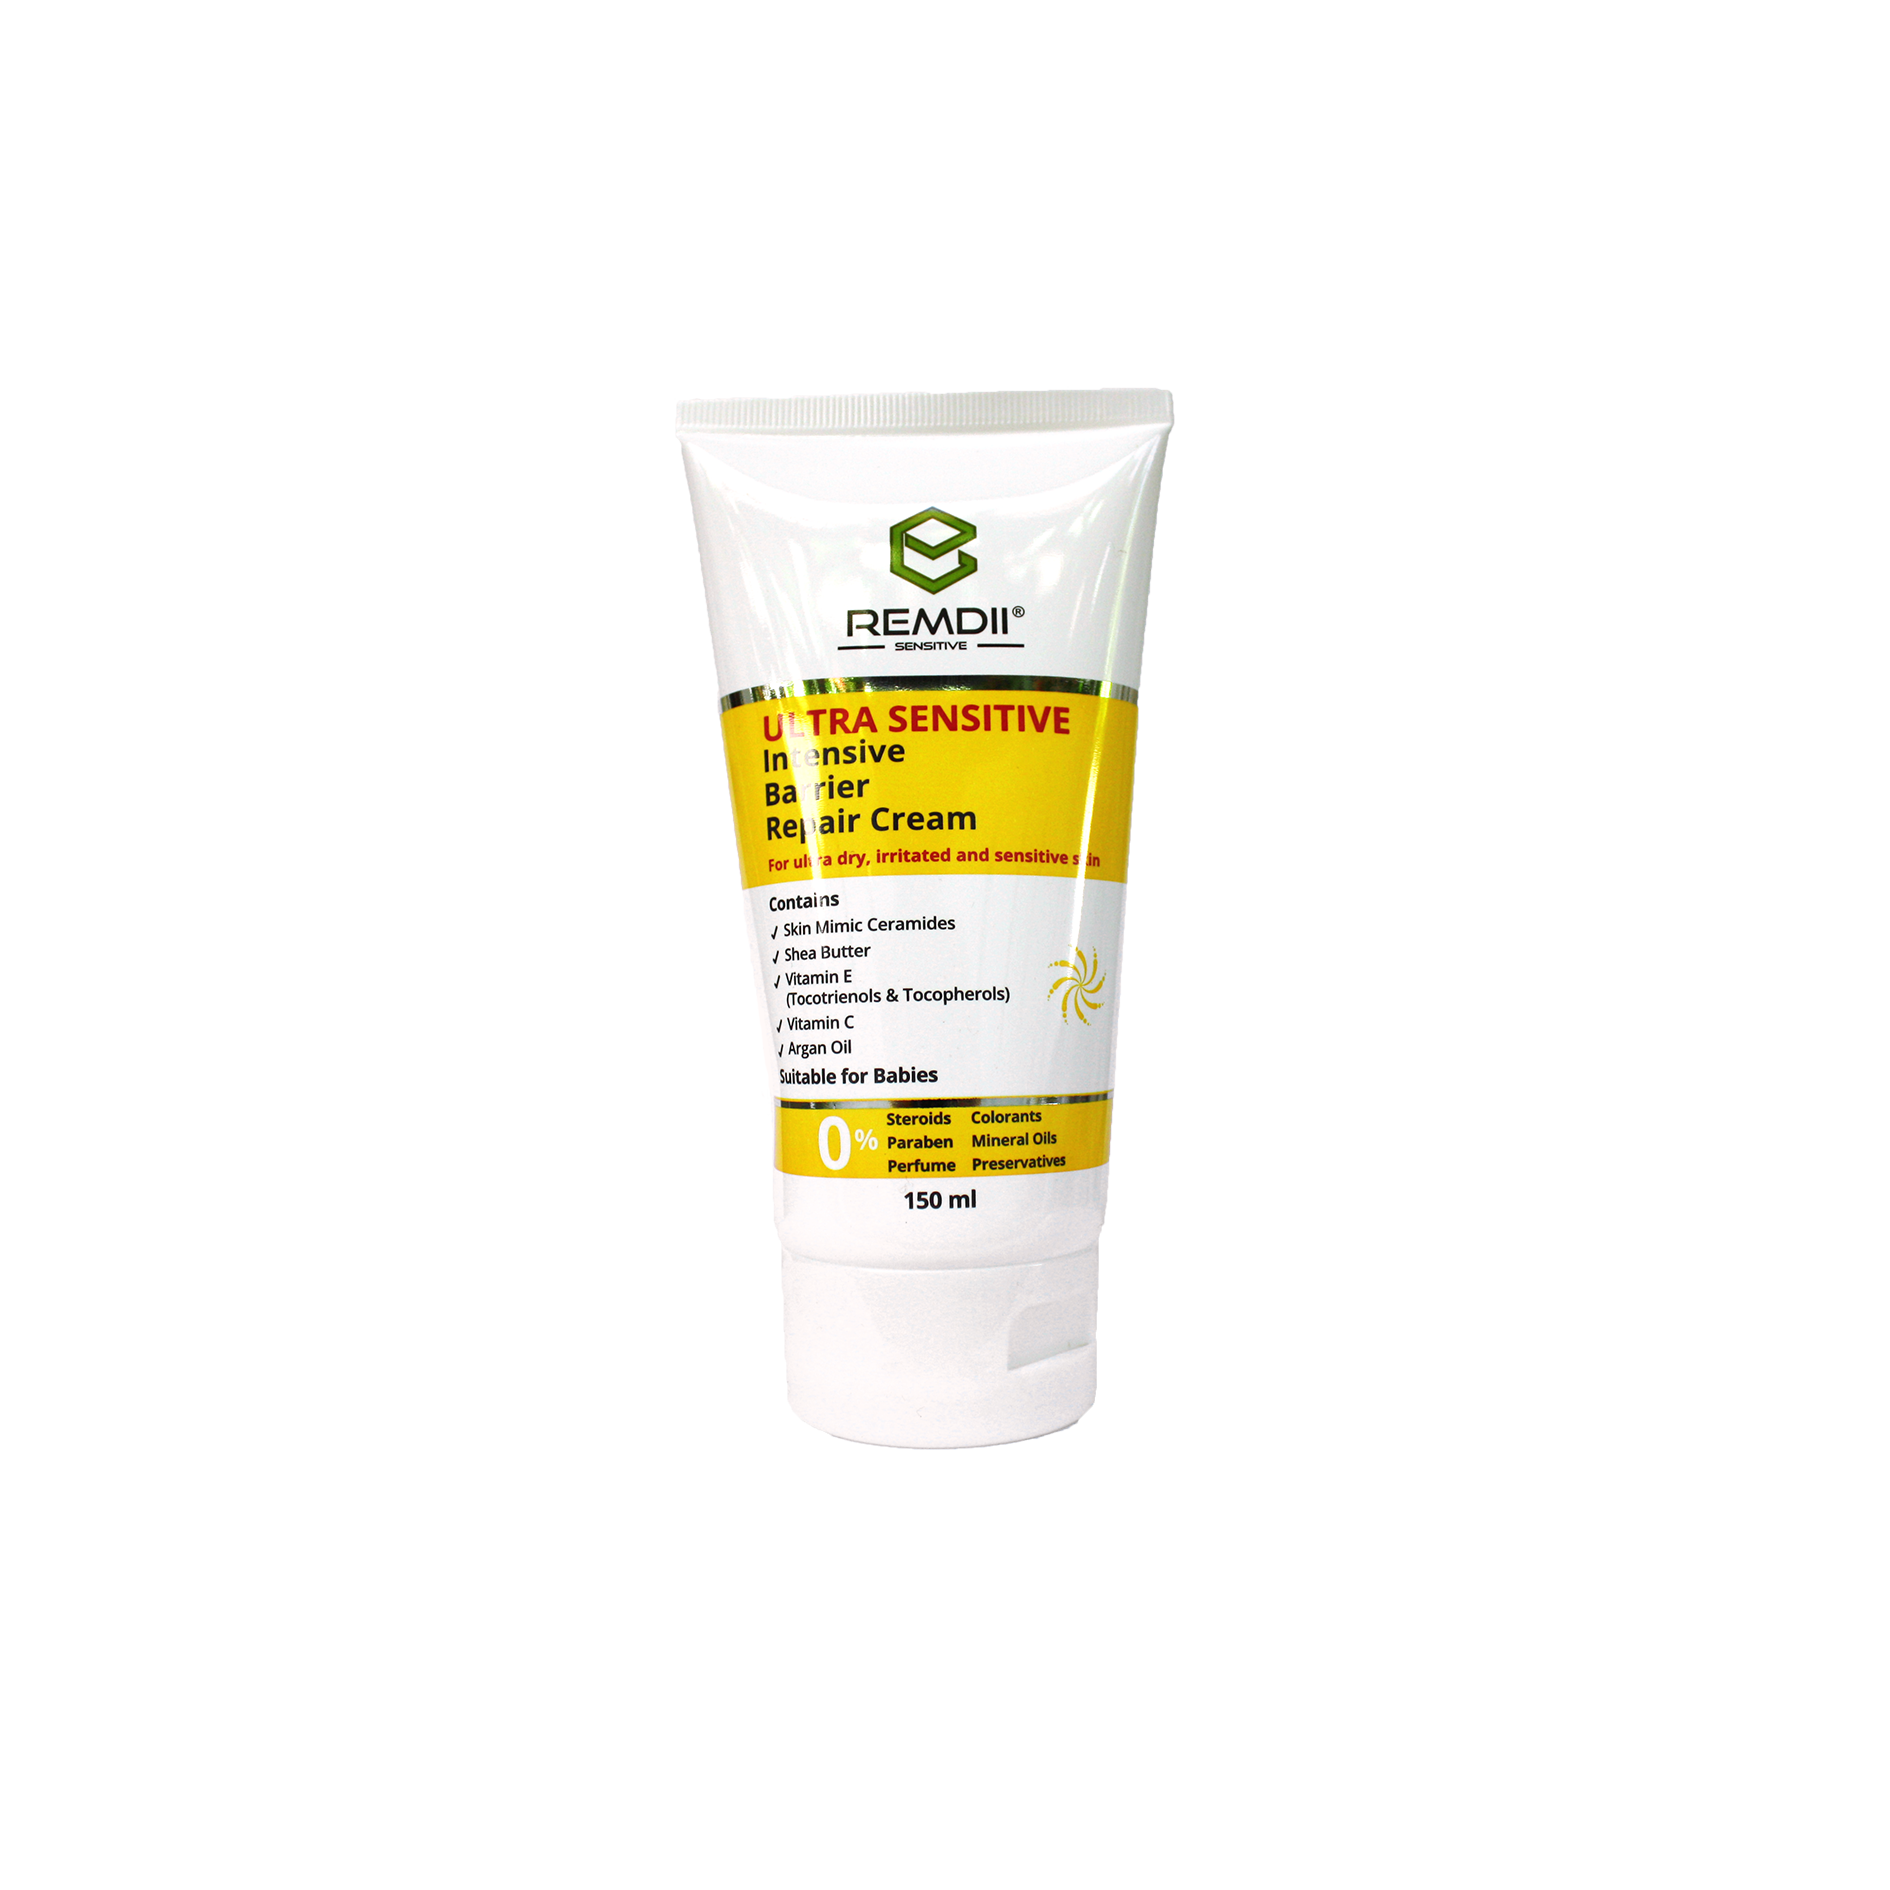 REMDII®
SENSITIVE
ULTRA SENSITIVE
Intensive
Barrier
Repair Cream
For ultra dry, irritated and sensitive skin
Contains
✓ Skin Mimic Ceramides
✓ Shea Butter
✓ Vitamin E
(Tocotrienols & Tocopherols)
✓ Vitamin C
✓ Argan Oil
Suitable for Babies
0%
Steroids Colorants
Paraben Mineral Oils
Perfume Preservatives
150 ml